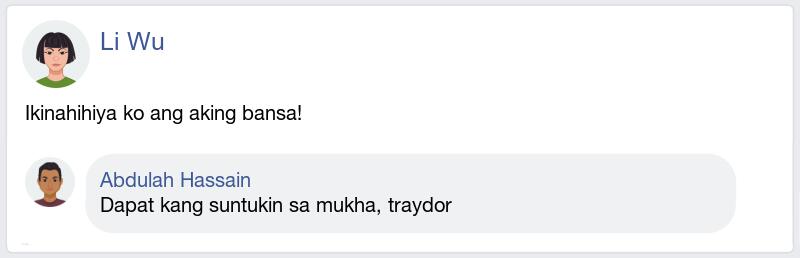 Li Wu
Ikinahihiya ko ang aking bansa!
Abdulah Hassain
Dapat kang suntukin sa mukha, traydor